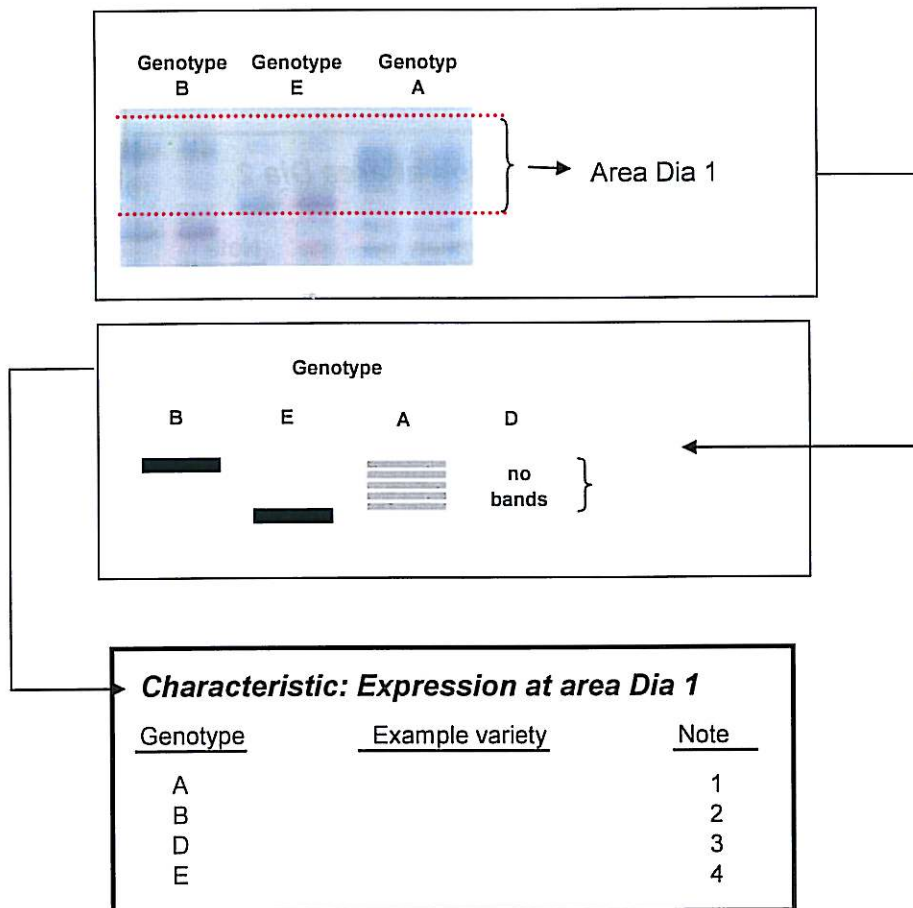 Genotype Genotype Genotyp
B E A
Area Dia 1
Genotype
B E A D
no
bands
Characteristic: Expression at area Dia 1
Genotype Example variety Note
A 1
B 2
D 3
E 4